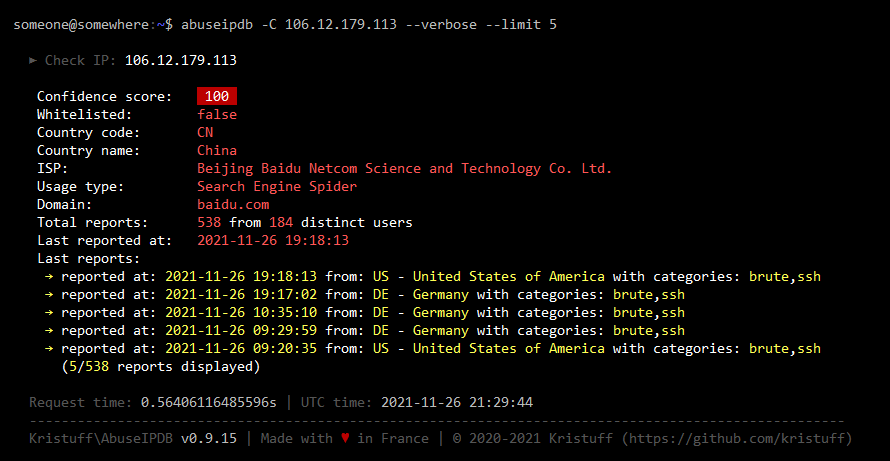 someone@somewhere:~$ abuseipdb -C 106.12.179.113 --verbose --limit 5
► Check IP: 106.12.179.113
Confidence score: 100
Whitelisted: false
Country code: CN
Country name: China
ISP: Beijing Baidu Netcom Science and Technology Co. Ltd.
Usage type: Search Engine Spider
Domain: baidu.com
Total reports: 538 from 184 distinct users
Last reported at: 2021-11-26 19:18:13
Last reports:
→ reported at: 2021-11-26 19:18:13 from: US - United States of America with categories: brute,ssh
→ reported at: 2021-11-26 19:17:02 from: DE - Germany with categories: brute,ssh
→ reported at: 2021-11-26 10:35:10 from: DE - Germany with categories: brute,ssh
→ reported at: 2021-11-26 09:29:59 from: DE - Germany with categories: brute,ssh
→ reported at: 2021-11-26 09:20:35 from: US - United States of America with categories: brute,ssh
(5/538 reports displayed)
Request time: 0.56406116485596s | UTC time: 2021-11-26 21:29:44
------------------------------------------------------------------------------------------------------
Kristuff\AbuseIPDB v0.9.15 | Made with ♥ in France | © 2020-2021 Kristuff (https://github.com/kristuff)